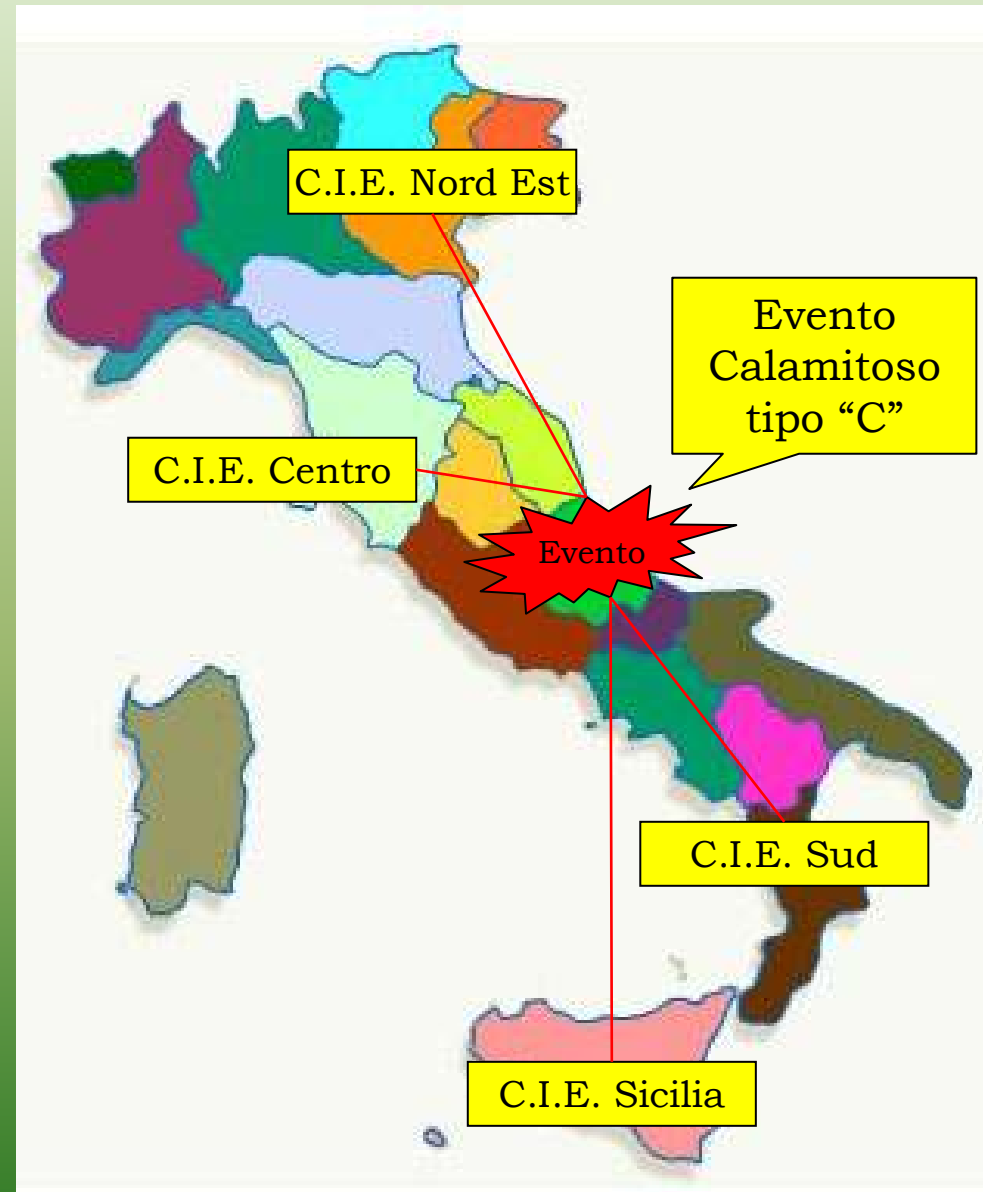 C.I.E. Nord Est
Evento
Calamitoso
tipo “C”
C.I.E. Centro
Evento
C.I.E. Sud
C.I.E. Sicilia